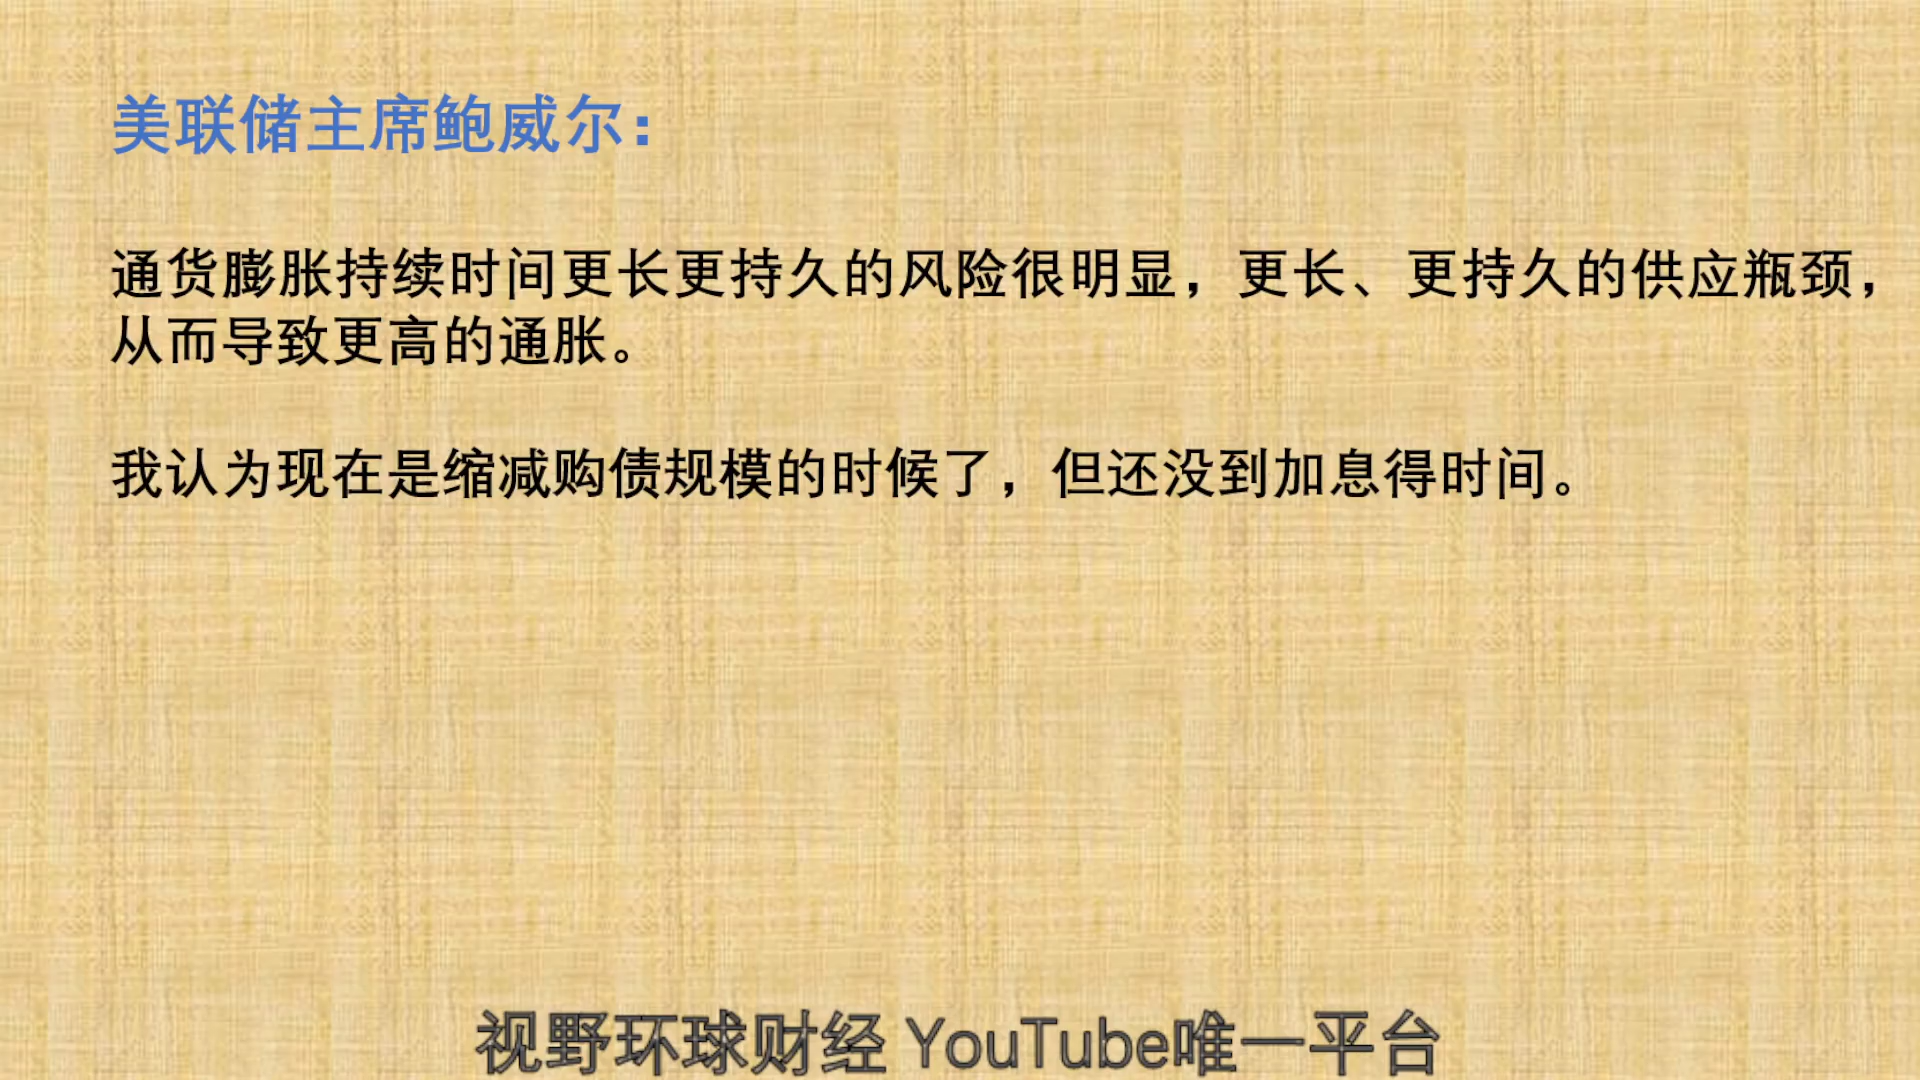 美联储主席鲍威尔：
通货膨胀持续时间更长更持久的风险很明显，更长、更持久的供应瓶颈，
从而导致更高的通胀。
我认为现在是缩减购债规模的时候了，但还没到加息得时间。
视野环球财经 YouTube唯一平台